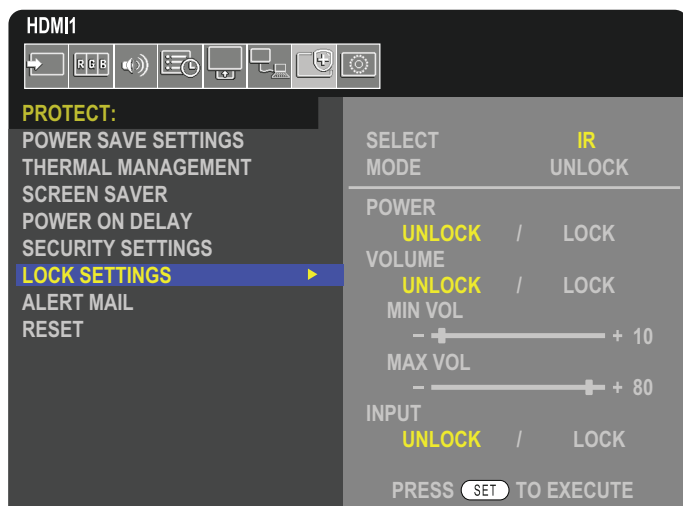 HDMI1
R G B
PROTECT:
POWER SAVE SETTINGS
THERMAL MANAGEMENT
SCREEN SAVER
POWER ON DELAY
SECURITY SETTINGS
LOCK SETTINGS
ALERT MAIL
RESET
SELECT IR
MODE UNLOCK
POWER
UNLOCK / LOCK
VOLUME
UNLOCK / LOCK
MIN VOL
- + 10
MAX VOL
- + 80
INPUT
UNLOCK / LOCK
PRESS SET TO EXECUTE